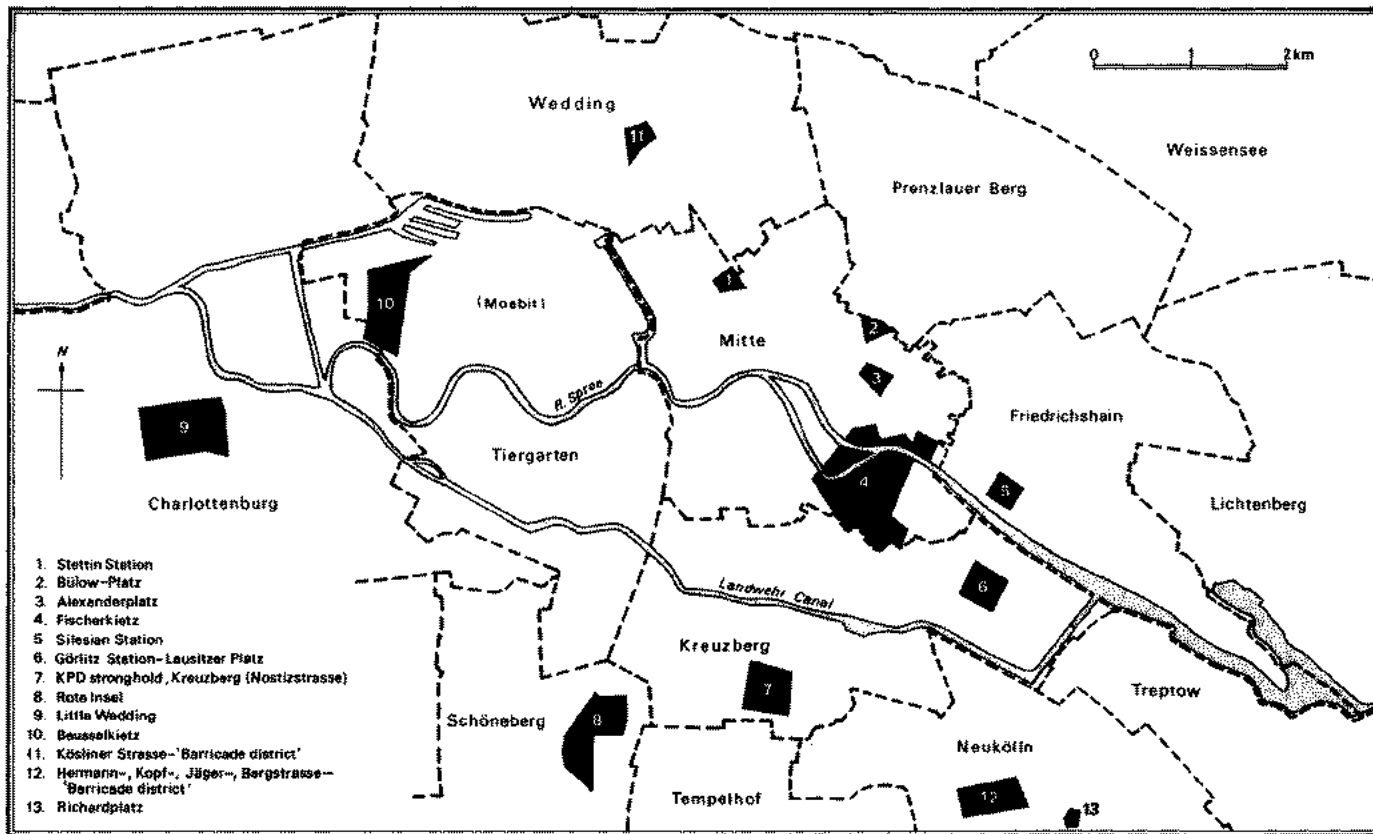 0 1 2 km
Wedding
11
Weissensee
Prenzlauer Berg
10
(Moabit)
1
Mitte
2
N
3
R. Spree
Friedrichshain
9
Tiergarten
4
5
Charlottenburg
Lichtenberg
6
Landwehr Canal
Kreuzberg
7
Treptow
Schöneberg
8
Neukölln
Tempelhof
12
13
1. Stettin Station
2. Bülow-Platz
3. Alexanderplatz
4. Fischerkietz
5 Silesian Station
6. Görlitz Station-Lausitzer Platz
7. KPD stronghold, Kreuzberg (Nostizstrasse)
8. Rote Insel
9. Little Wedding
10. Beusselkietz
11. Kösliner Strasse-'Barricade district'
12. Hermann-, Kopf-, Jäger-, Bergstrasse-
'Barricade district'
13. Richardplatz